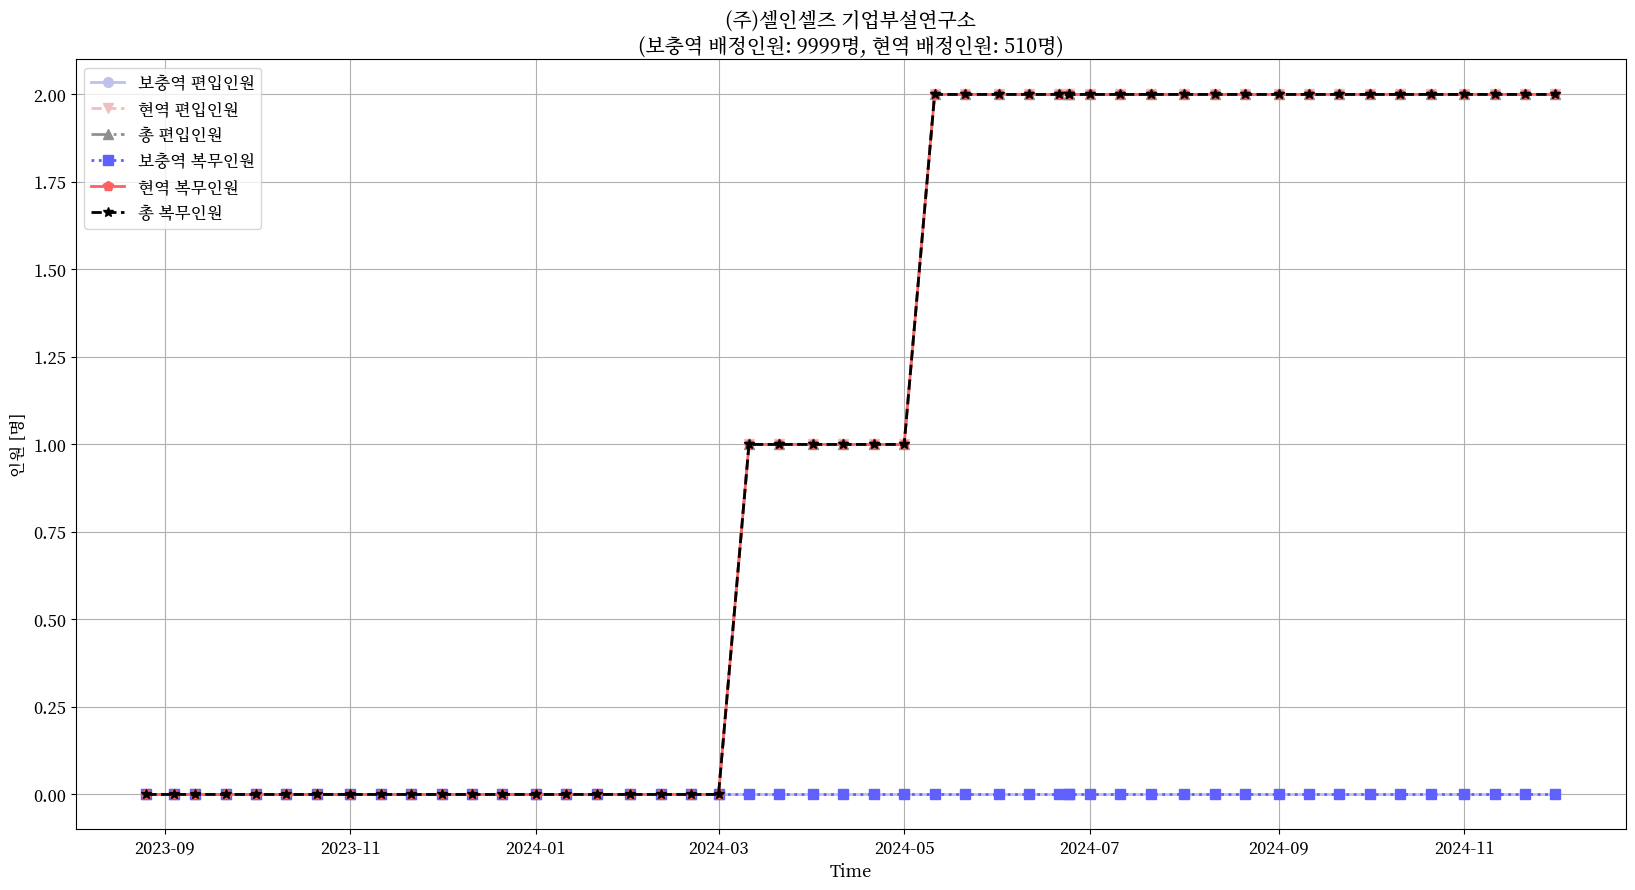 (주)셀인셀즈 기업부설연구소
(보충역 배정인원: 9999명, 현역 배정인원: 510명)
보충역 편입인원
현역 편입인원
총 편입인원
보충역 복무인원
현역 복무인원
총 복무인원
인원 [명]
2.00
1.75
1.50
1.25
1.00
0.75
0.50
0.25
0.00
2023-09
2023-11
2024-01
2024-03
2024-05
2024-07
2024-09
2024-11
Time